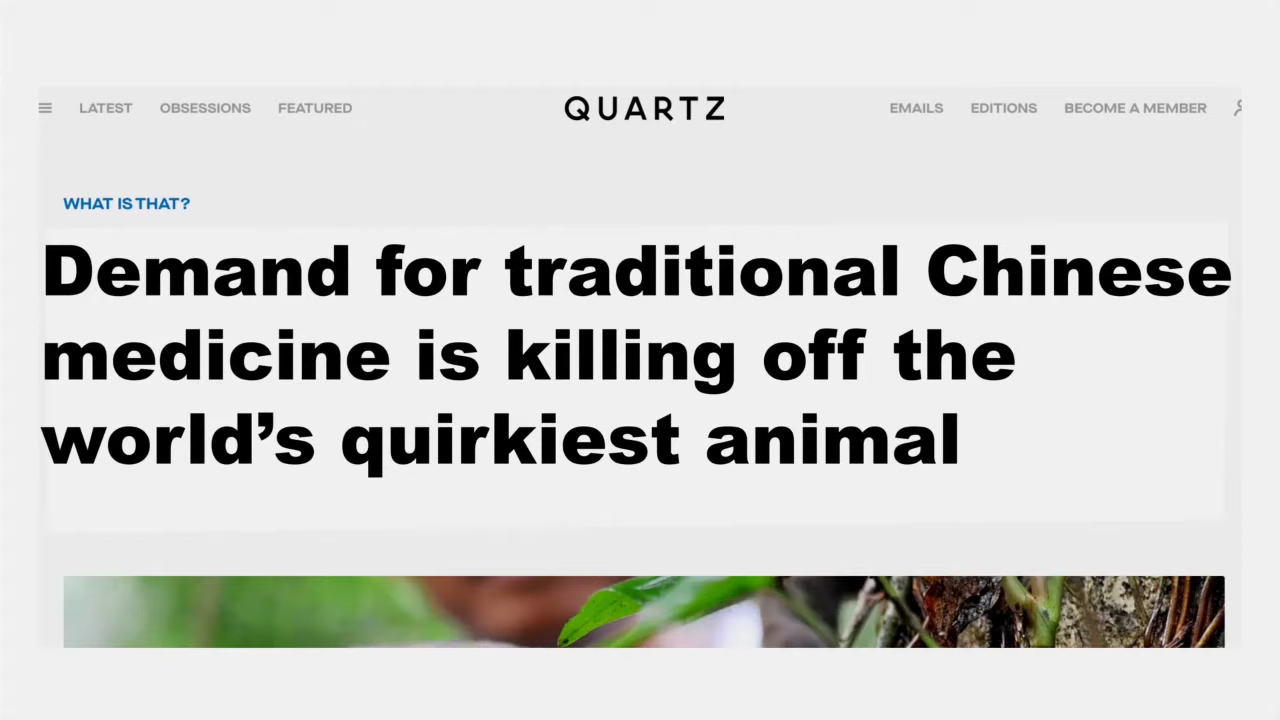 LATEST OBSESSIONS FEATURED QUARTZ EMAILS EDITIONS BECOME A MEMBER
WHAT IS THAT?
Demand for traditional Chinese
medicine is killing off the
world’s quirkiest animal